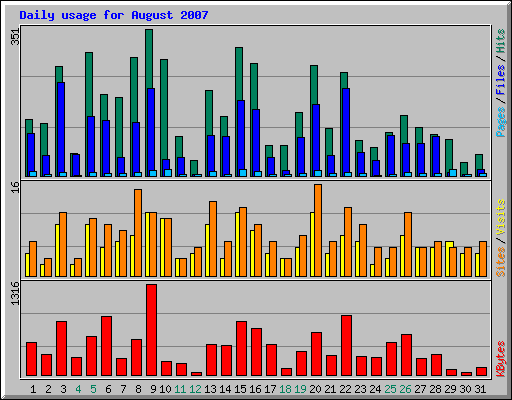 Daily usage for August 2007
351
Pages / Files / Hits
16
Sites / Visits
1316
KBytes
1 2 3 4 5 6 7 8 9 10 11 12 13 14 15 16 17 18 19 20 21 22 23 24 25 26 27 28 29 30 31